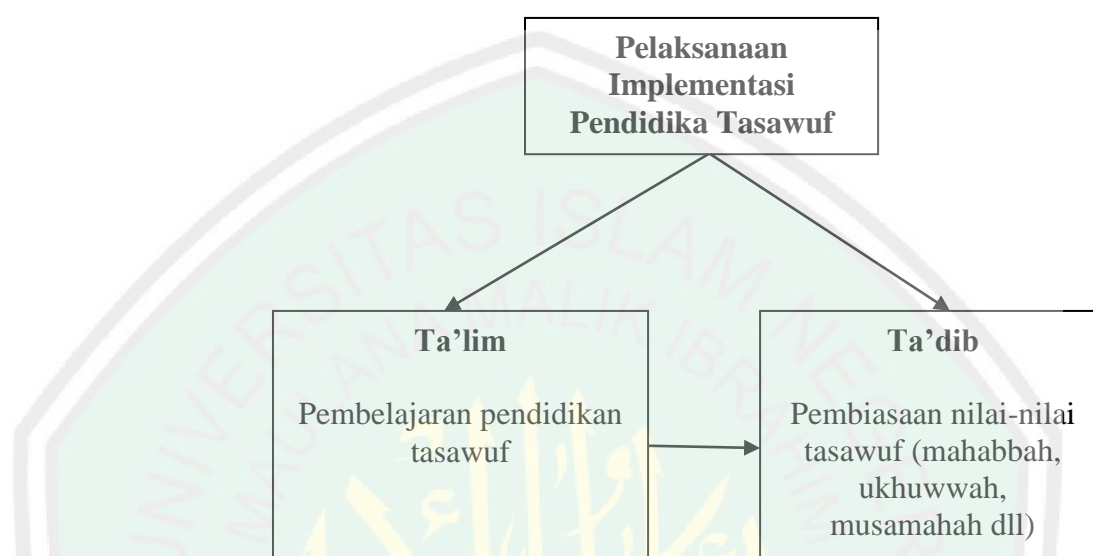 Pelaksanaan
Implementasi
Pendidika Tasawuf
Ta’lim
Pembelajaran pendidikan
tasawuf
Ta’dib
Pembiasaan nilai-nilai
tasawuf (mahabbah,
ukhuwwah,
musamahah dll)